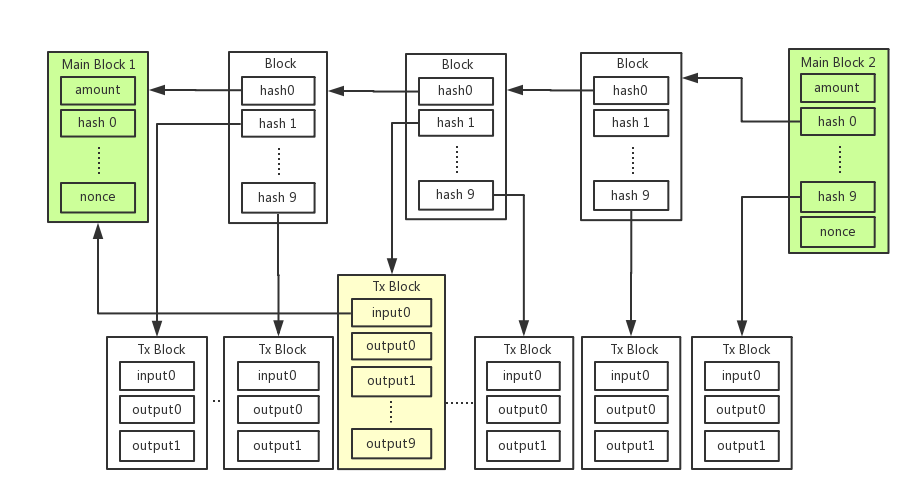 Main Block 1
amount
hash 0
nonce
Block
hash0
hash 1
hash 9
Block
hash0
hash 1
hash 9
Block
hash0
hash 1
hash 9
Main Block 2
amount
hash 0
hash 9
nonce
Tx Block
input0
output0
output1
Tx Block
input0
output0
output1
Tx Block
input0
output0
output1
output9
Tx Block
input0
output0
output1
Tx Block
input0
output0
output1
Tx Block
input0
output0
output1